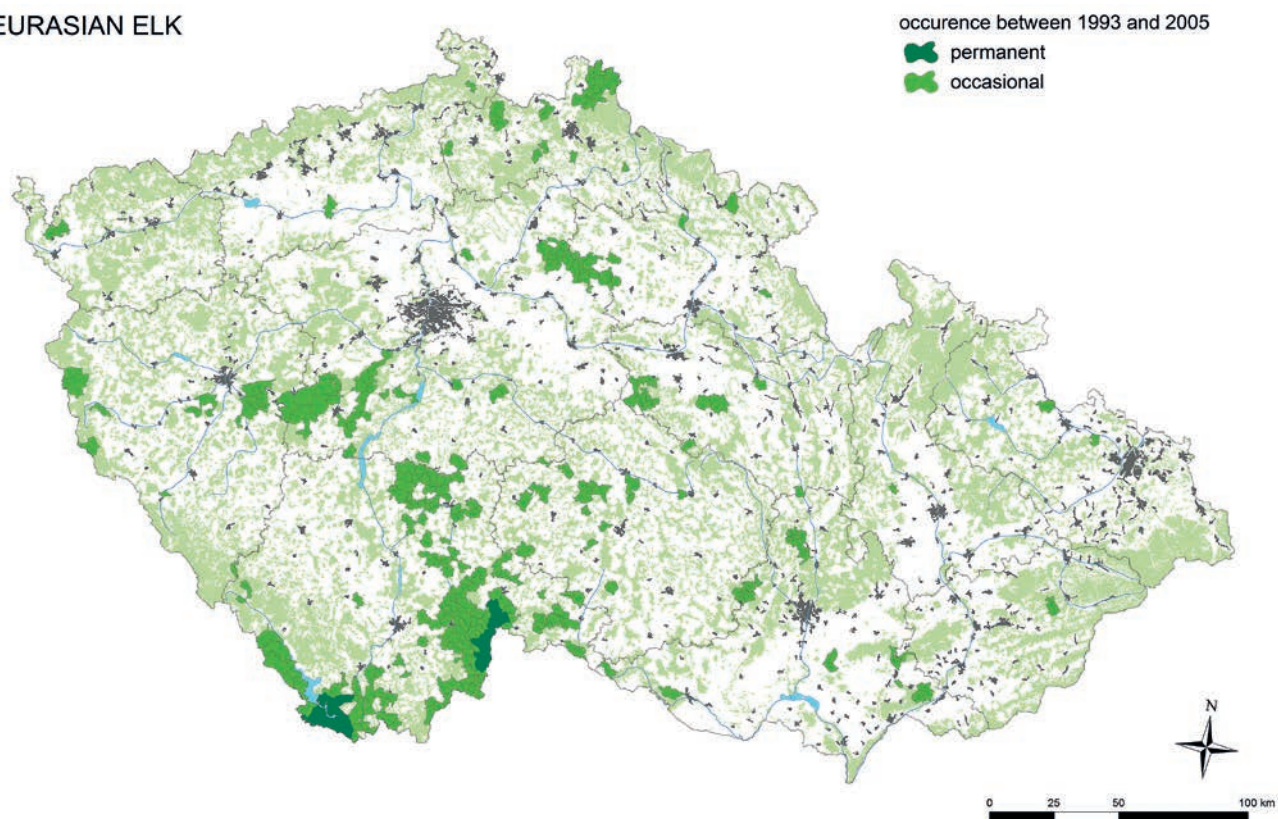 EURASIAN ELK
occurence between 1993 and 2005
permanent
occasional
N
0 25 50 100 km